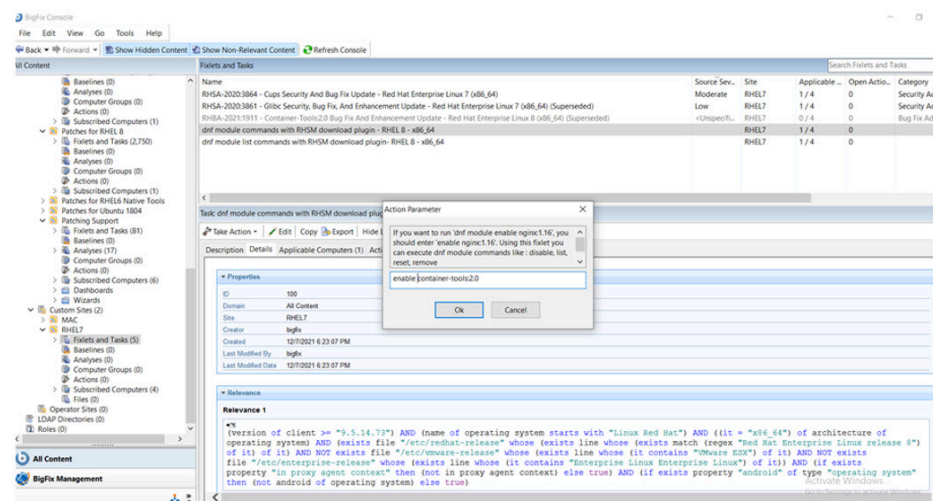 BigFix Console
File Edit View Go Tools Help
Back Forward Show Hidden Content Show Non-Relevant Content Refresh Console
All Content
Baselines (0)
Analyses (0)
Computer Groups (0)
Actions (0)
Subscribed Computers (1)
Patches for RHEL 8
Fixlets and Tasks (2,750)
Baselines (0)
Analyses (0)
Computer Groups (0)
Actions (0)
Subscribed Computers (1)
Patches for RHEL6 Native Tools
Patches for Ubuntu 1804
Patching Support
Fixlets and Tasks (81)
Baselines (0)
Analyses (17)
Computer Groups (0)
Actions (0)
Subscribed Computers (6)
Dashboards
Wizards
Custom Sites (2)
MAC
RHEL7
Fixlets and Tasks (5)
Baselines (0)
Analyses (0)
Computer Groups (0)
Actions (0)
Subscribed Computers (4)
Files (0)
Operator Sites (0)
LDAP Directories (0)
Roles (0)
All Content
BigFix Management
Fixlets and Tasks
Search Fixlets and Tasks
Name Source Sev... Site Applicable ... Open Actio... Category
RHSA-2020:3864 - Cups Security And Bug Fix Update - Red Hat Enterprise Linux 7 (x86_64) Moderate RHEL7 1 / 4 0 Security A
RHSA-2020:3861 - Glibc Security, Bug Fix, And Enhancement Update - Red Hat Enterprise Linux 7 (x86_64) (Superseded) Low RHEL7 1 / 4 0 Security A
RHBA-2021:1911 - Container-Tools:2.0 Bug Fix And Enhancement Update - Red Hat Enterprise Linux 8 (x86_64) (Superseded) <Unspecifi... RHEL7 0 / 4 0 Bug Fix Ad
dnf module commands with RHSM download plugin - RHEL 8 - x86_64 RHEL7 1 / 4 0
dnf module list commands with RHSM download plugin- RHEL 8 - x86_64 RHEL7 1 / 4 0
Task: dnf module commands with RHSM download plug
Take Action Edit Copy Export Hide L
Description Details Applicable Computers (1) Acti
Action Parameter
If you want to run 'dnf module enable nginx:1.16', you
should enter 'enable nginx:1.16'. Using this fixlet you
can execute dnf module commands like : disable, list,
reset, remove
enable container-tools:2.0
Ok Cancel
Properties
ID 100
Domain All Content
Site RHEL7
Creator bigfix
Created 12/7/2021 6:23:07 PM
Last Modified By bigfix
Last Modified Date 12/7/2021 6:23:07 PM
Relevance
Relevance 1
(version of client >= "9.5.14.73") AND (name of operating system starts with "Linux Red Hat") AND ((it = "x86_64") of architecture of
operating system) AND (exists file "/etc/redhat-release" whose (exists line whose (exists match (regex "Red Hat Enterprise Linux release 8")
of it) of it) AND NOT exists file "/etc/vmware-release" whose (exists line whose (it contains "VMware ESX") of it) AND NOT exists
file "/etc/enterprise-release" whose (exists line whose (it contains "Enterprise Linux Enterprise Linux") of it)) AND (if exists
property "in proxy agent context" then (not in proxy agent context) else true) AND (if exists property "android" of type "operating system"
then (not android of operating system) else true)
Activate Windows
Go to Settings to activate Windows.